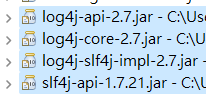 log4j-api-2.7.jar - C:\Use
log4j-core-2.7.jar - C:\Us
log4j-slf4j-impl-2.7.jar -
slf4j-api-1.7.21.jar - C:\U